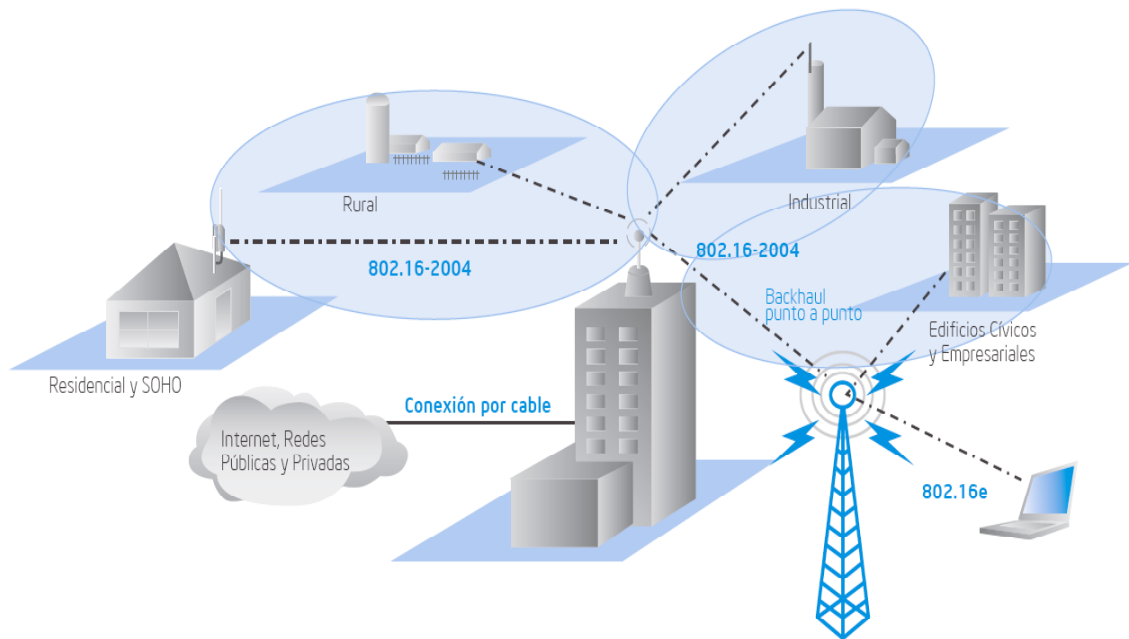 Rural
Industrial
802.16-2004
802.16-2004
Backhaul
punto a punto
Edificios Cívicos
y Empresariales
Residencial y SOHO
Conexión por cable
Internet, Redes
Públicas y Privadas
802.16e